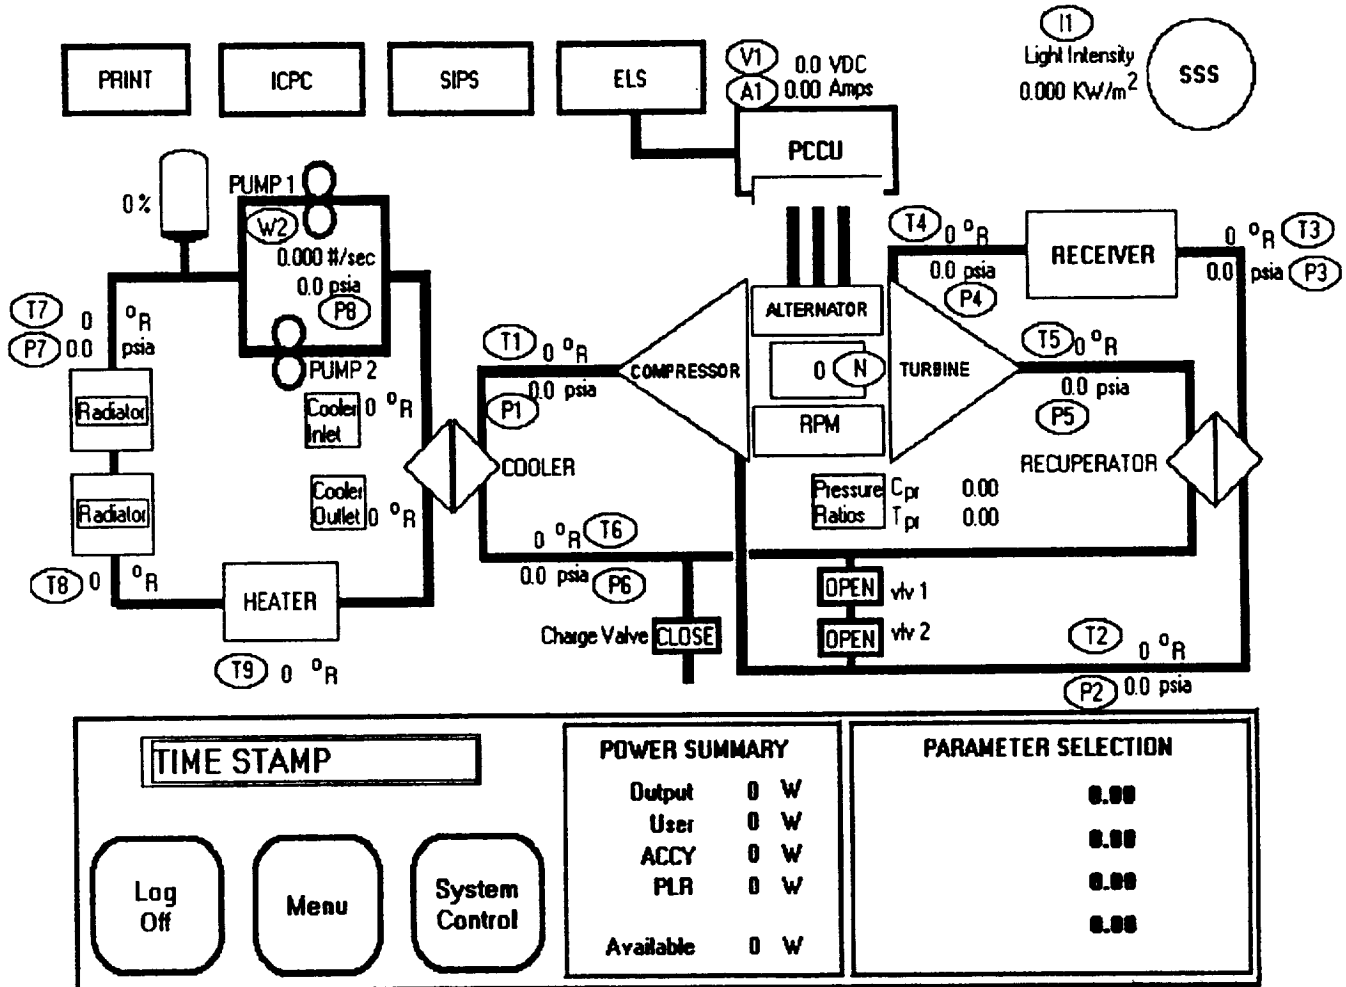 PRINT
ICPC
SIPS
ELS
V1 0.0 VDC
A1 0.00 Amps
I1
Light Intensity
0.000 KW/m²
SSS
PCCU
0%
PUMP 1
W2
0.000 #/sec
0.0 psia
P8
PUMP 2
T7 0 °R
P7 0.0 psia
Radiator
Radiator
T8 0 °R
HEATER
T9 0 °R
Cooler Inlet
0 °R
Cooler Outlet
0 °R
COOLER
T1 0 °R
0.0 psia
P1
COMPRESSOR
ALTERNATOR
0 N
RPM
TURBINE
T4 0 °R
0.0 psia
P4
RECEIVER
0 °R T3
0.0 psia P3
T5 0 °R
0.0 psia
P5
RECUPERATOR
Pressure Ratios
Cpr 0.00
Tpr 0.00
0 °R T6
0.0 psia P6
Charge Valve CLOSE
OPEN vlv 1
OPEN vlv 2
T2 0 °R
P2 0.0 psia
TIME STAMP
Log Off
Menu
System Control
POWER SUMMARY
Output 0 W
User 0 W
ACCY 0 W
PLR 0 W
Available 0 W
PARAMETER SELECTION
0.00
0.00
0.00
0.00